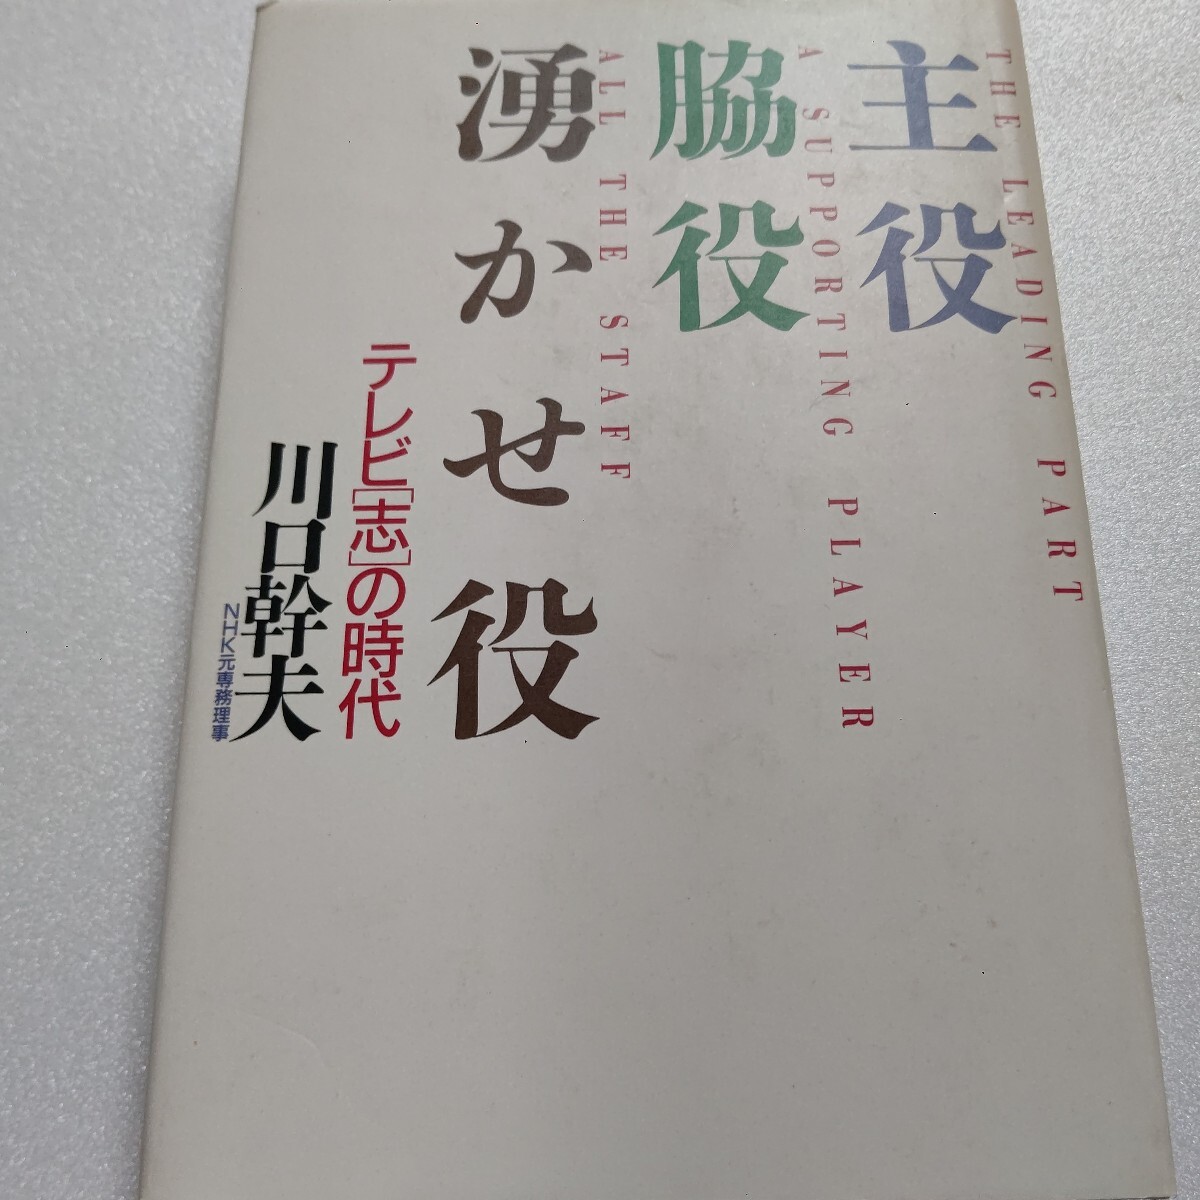 主役
THE LEADING PART
脇役
A SUPPORTING PLAYER
湧かせ役
ALL THE STAFF
テレビ[志]の時代
川口幹夫
NHK元専務理事